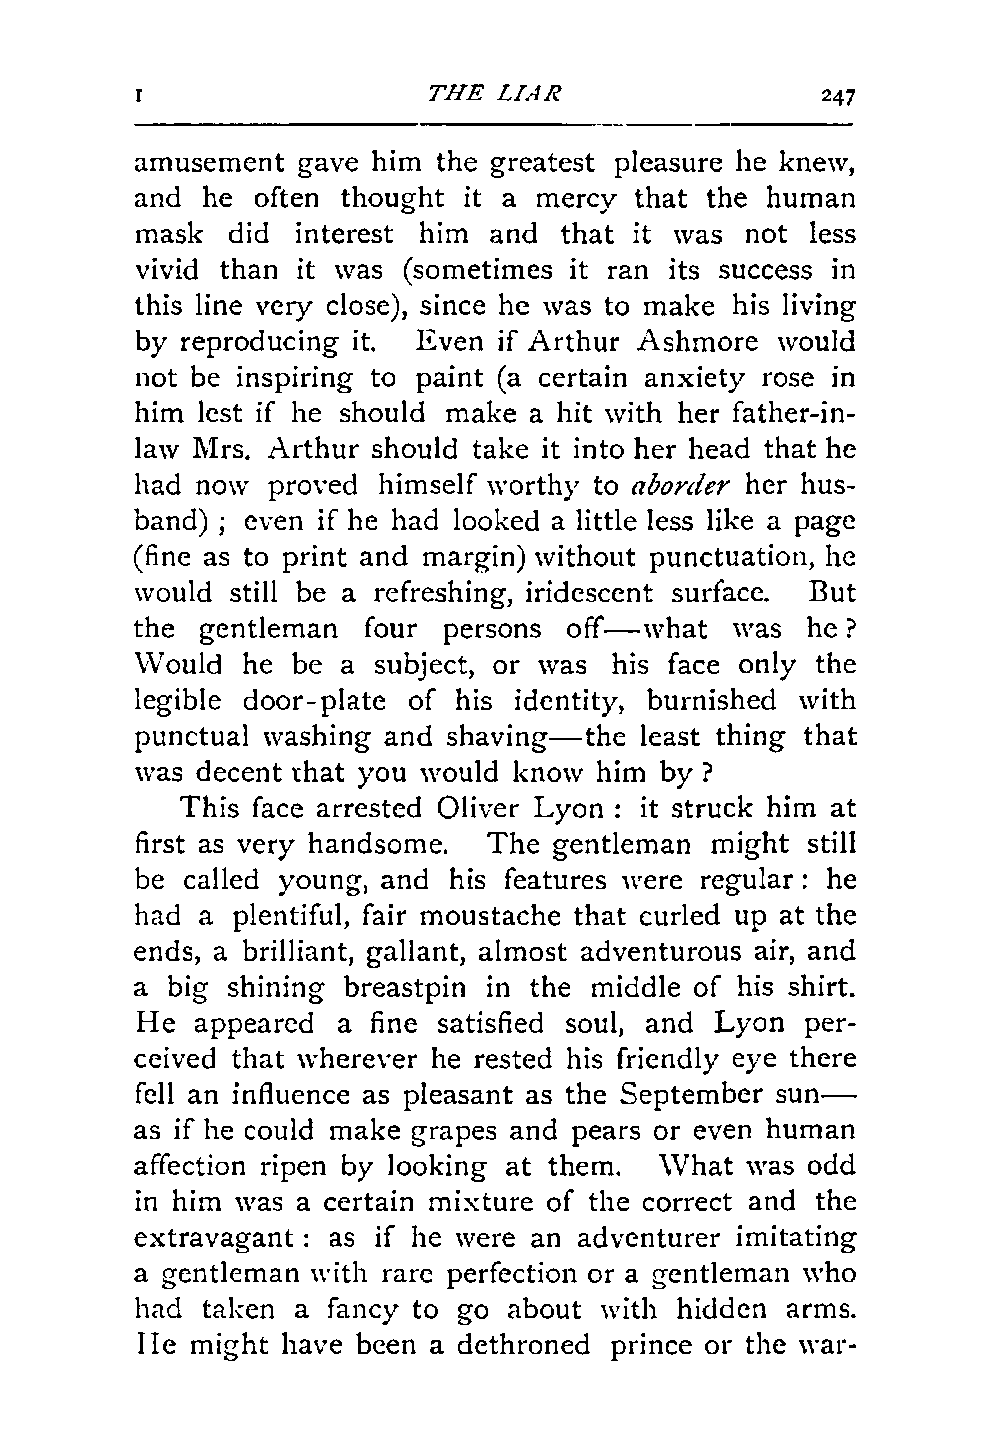 I THE LIAR 247
amusement gave him the greatest pleasure he knew,
and he often thought it a mercy that the human
mask did interest him and that it was not less
vivid than it was (sometimes it ran its success in
this line very close), since he was to make his living
by reproducing it. Even if Arthur Ashmore would
not be inspiring to paint (a certain anxiety rose in
him lest if he should make a hit with her father-in-
law Mrs. Arthur should take it into her head that he
had now proved himself worthy to aborder her hus-
band) ; even if he had looked a little less like a page
(fine as to print and margin) without punctuation, he
would still be a refreshing, iridescent surface. But
the gentleman four persons off—what was he ?
Would he be a subject, or was his face only the
legible door-plate of his identity, burnished with
punctual washing and shaving—the least thing that
was decent that you would know him by ?
This face arrested Oliver Lyon : it struck him at
first as very handsome. The gentleman might still
be called young, and his features were regular : he
had a plentiful, fair moustache that curled up at the
ends, a brilliant, gallant, almost adventurous air, and
a big shining breastpin in the middle of his shirt.
He appeared a fine satisfied soul, and Lyon per-
ceived that wherever he rested his friendly eye there
fell an influence as pleasant as the September sun—
as if he could make grapes and pears or even human
affection ripen by looking at them. What was odd
in him was a certain mixture of the correct and the
extravagant : as if he were an adventurer imitating
a gentleman with rare perfection or a gentleman who
had taken a fancy to go about with hidden arms.
He might have been a dethroned prince or the war-